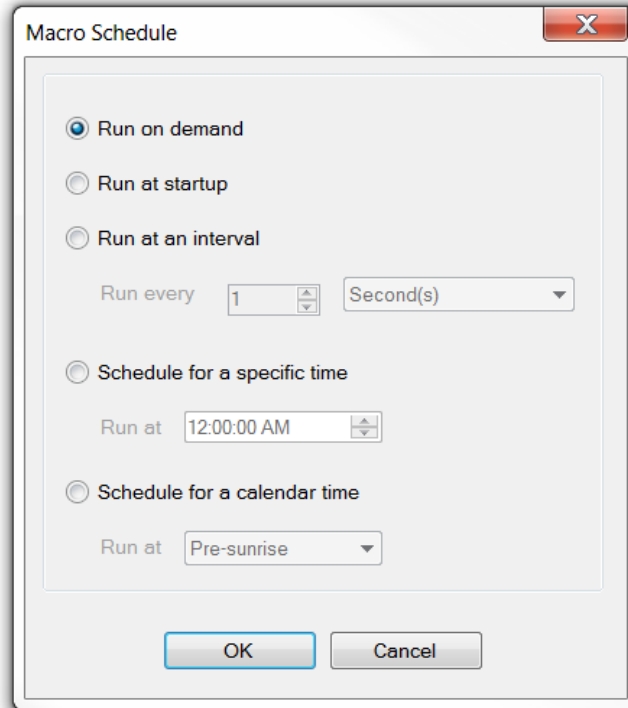 Macro Schedule
Run on demand
Run at startup
Run at an interval
Run every 1 Second(s)
Schedule for a specific time
Run at 12:00:00 AM
Schedule for a calendar time
Run at Pre-sunrise
OK Cancel